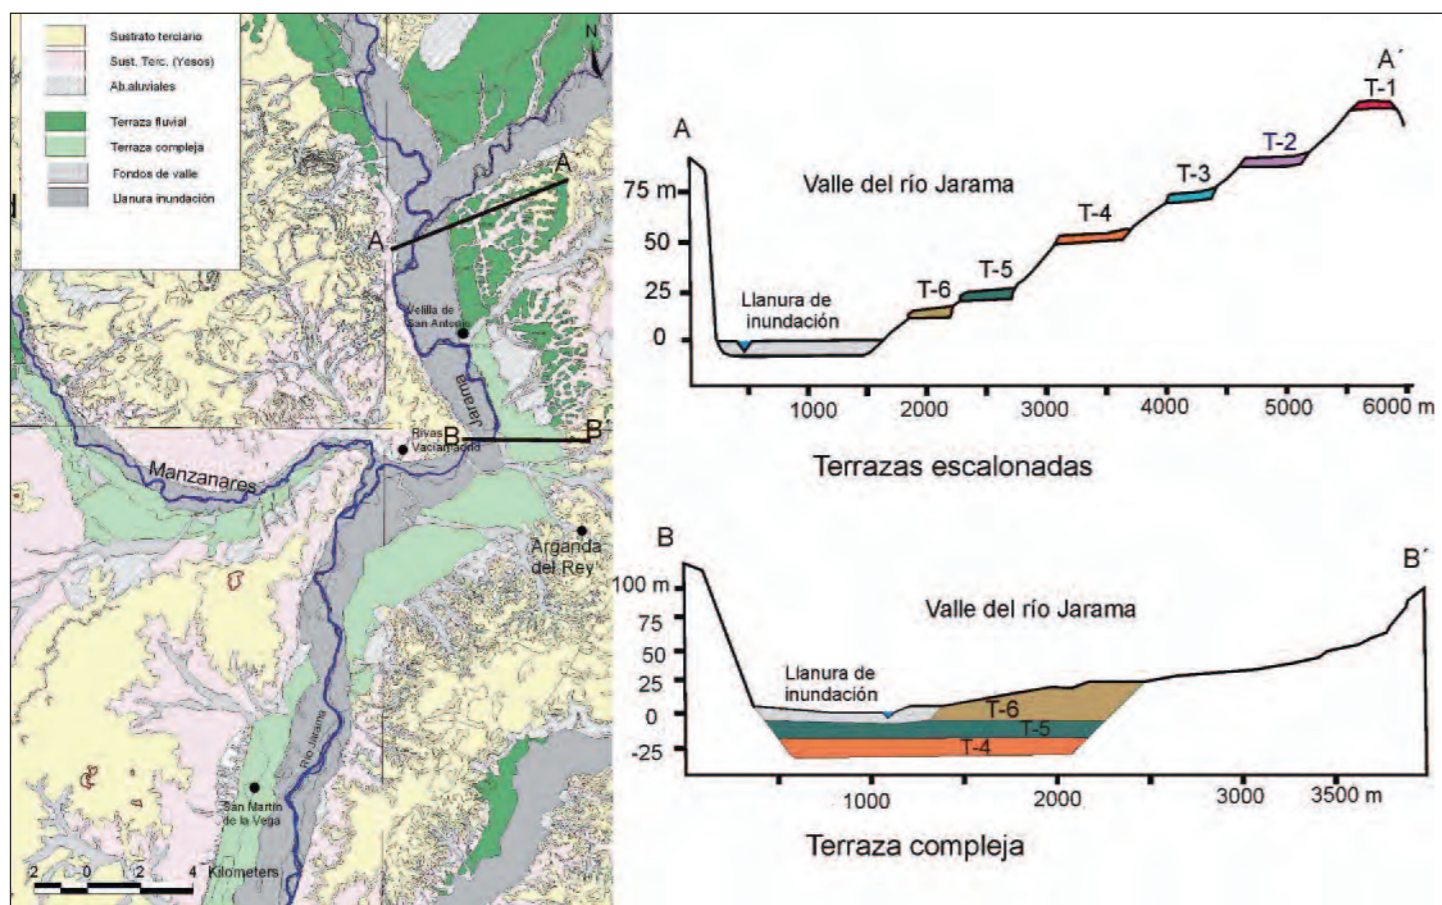 Sustrato terciario
Sust. Terc. (Yesos)
Ab.aluviales
Terraza fluvial
Terraza compleja
Fondos de valle
Llanura inundación
N
A
A
Velilla de
San Antonio
Jarama
B
B
Rivas
Vaciamadrid
Manzanares
Arganda
del Rey
Río Jarama
San Martín
de la Vega
2 0 2 4 Kilometers
A
A´
T-1
T-2
T-3
T-4
T-5
T-6
Valle del río Jarama
Llanura de
inundación
75 m
50
25
0
1000 2000 3000 4000 5000 6000 m
Terrazas escalonadas
B
B´
100 m
75
50
25
0
-25
Valle del río Jarama
Llanura de
inundación
T-6
T-5
T-4
1000 2000 3000 3500 m
Terraza compleja